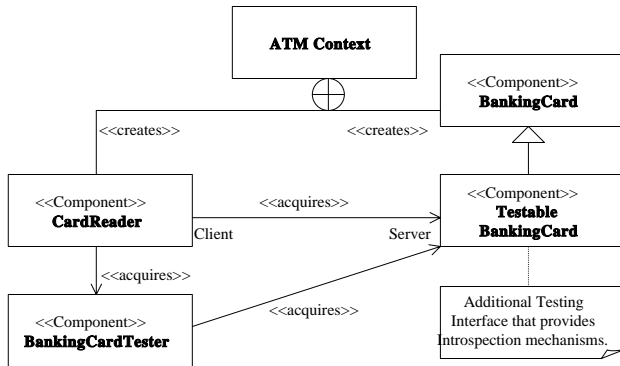 ATM Context
<<Component>>
BankingCard
<<creates>>
<<creates>>
<<Component>>
CardReader
<<acquires>>
Client
Server
<<Component>>
Testable
BankingCard
<<acquires>>
<<acquires>>
<<Component>>
BankingCardTester
Additional Testing
Interface that provides
Introspection mechanisms.